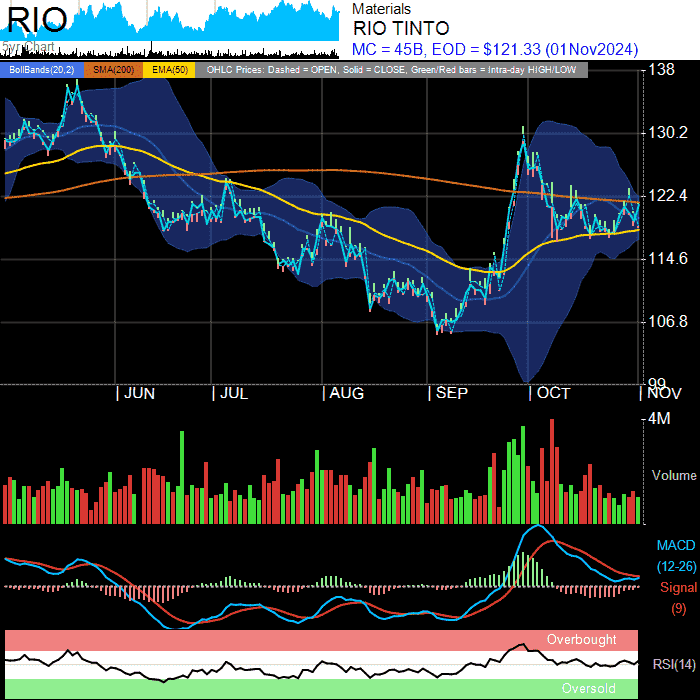 RIO
5yr Chart
Materials
RIO TINTO
MC = 45B, EOD = $121.33 (01Nov2024)
BollBands(20,2) SMA(200) EMA(50) OHLC Prices: Dashed = OPEN, Solid = CLOSE, Green/Red bars = Intra-day HIGH/LOW
138
130.2
122.4
114.6
106.8
99
| JUN | JUL | AUG | SEP | OCT | NOV
4M
Volume
MACD
(12-26)
Signal
(9)
Overbought
RSI(14)
Oversold